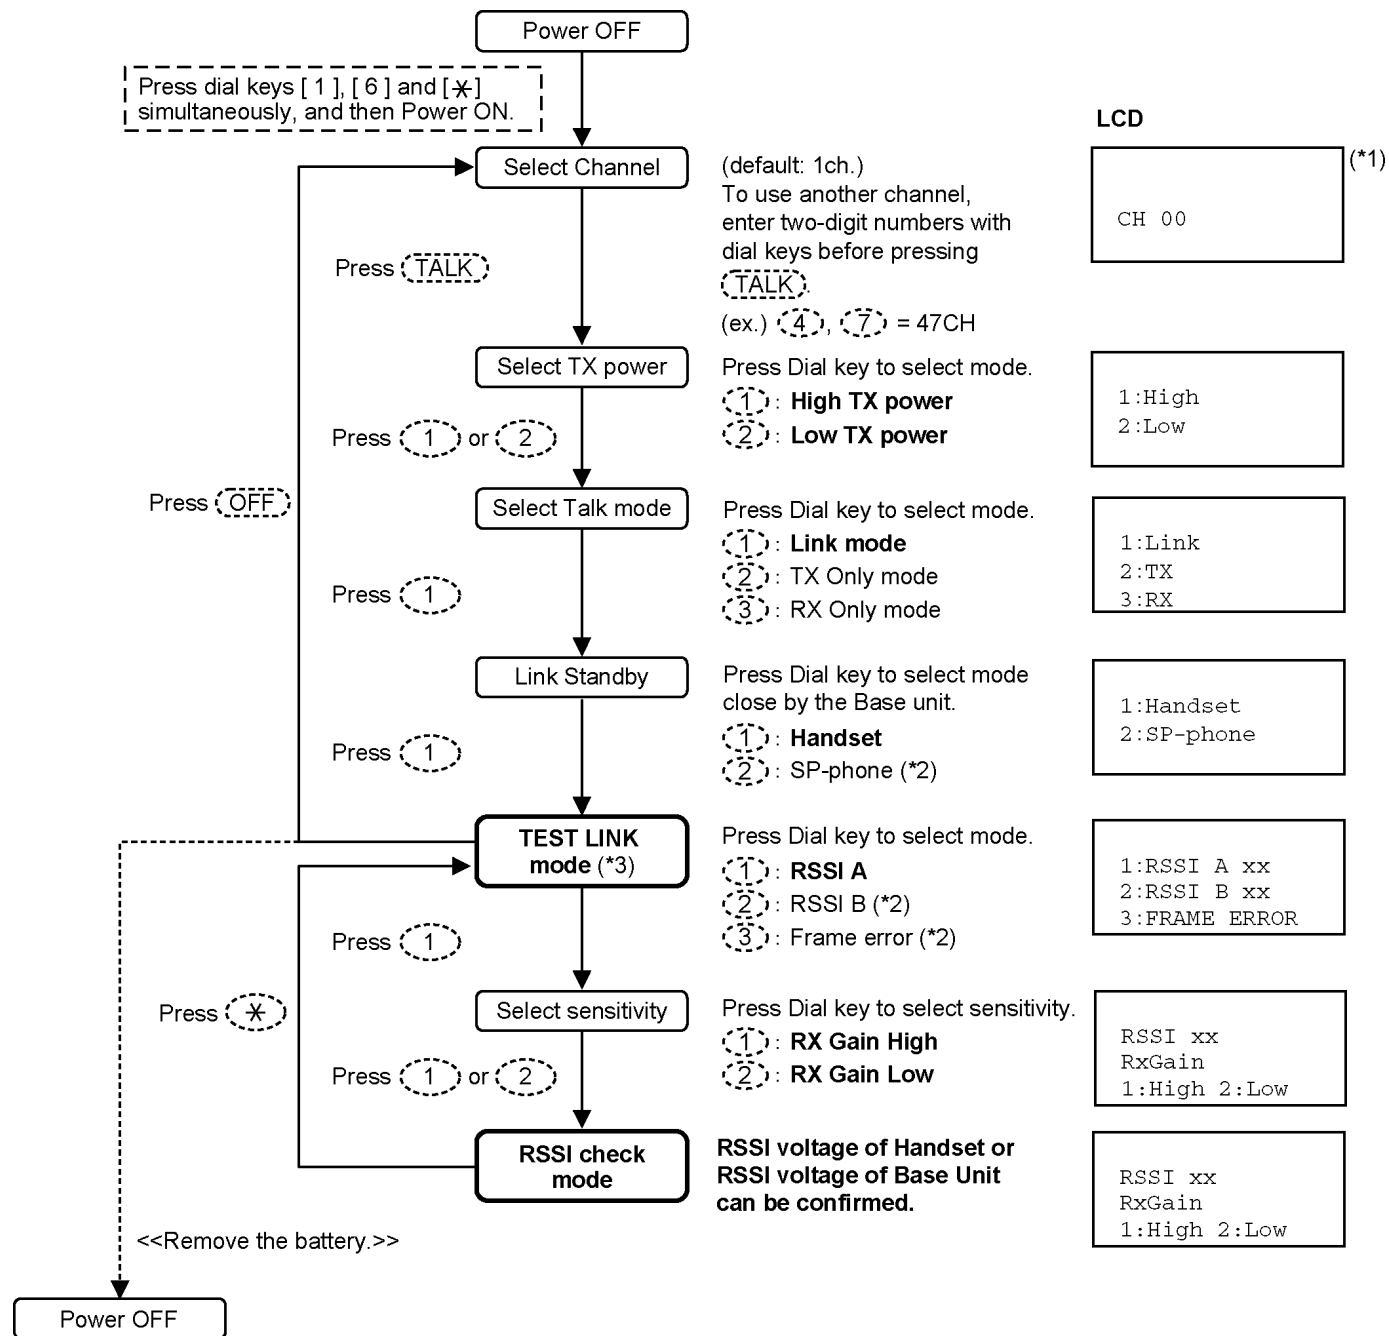 Power OFF
Press dial keys [ 1 ], [ 6 ] and [*]
simultaneously, and then Power ON.
LCD
Select Channel
(default: 1ch.)
To use another channel,
enter two-digit numbers with
dial keys before pressing
TALK.
(ex.) 4, 7 = 47CH
(*1)
CH 00
Press TALK
Select TX power
Press Dial key to select mode.
1 : High TX power
2 : Low TX power
1:High
2:Low
Press 1 or 2
Press OFF
Select Talk mode
Press Dial key to select mode.
1 : Link mode
2 : TX Only mode
3 : RX Only mode
1:Link
2:TX
3:RX
Press 1
Link Standby
Press Dial key to select mode
close by the Base unit.
1 : Handset
2 : SP-phone (*2)
1:Handset
2:SP-phone
Press 1
TEST LINK
mode (*3)
Press Dial key to select mode.
1 : RSSI A
2 : RSSI B (*2)
3 : Frame error (*2)
1:RSSI A xx
2:RSSI B xx
3:FRAME ERROR
Press 1
Press *
Select sensitivity
Press Dial key to select sensitivity.
1 : RX Gain High
2 : RX Gain Low
RSSI xx
RxGain
1:High 2:Low
Press 1 or 2
RSSI check
mode
RSSI voltage of Handset or
RSSI voltage of Base Unit
can be confirmed.
RSSI xx
RxGain
1:High 2:Low
<<Remove the battery.>>
Power OFF